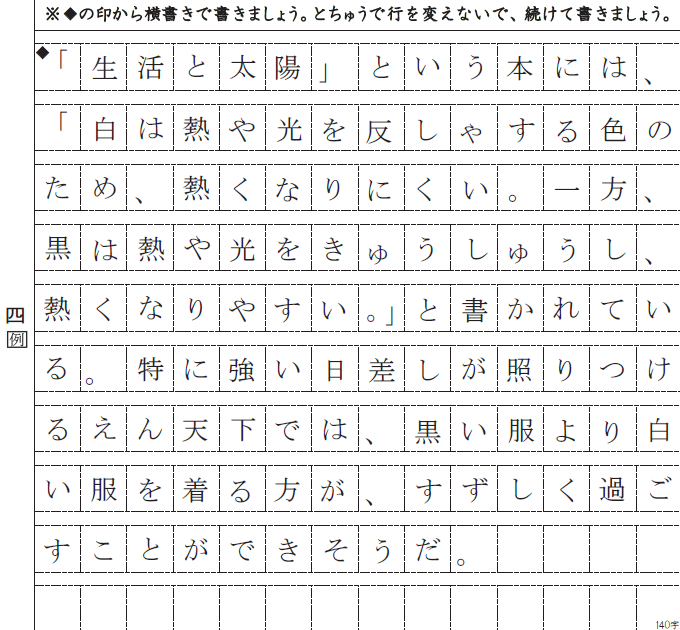 ※◆の印から横書きで書きましょう。とちゅうで行を変えないで、続けて書きましょう。
◆「生活と太陽」という本には、
「白は熱や光を反しゃする色の
ため、熱くなりにくい。一方、
黒は熱や光をきゅうしゅうし、
熱くなりやすい。」と書かれてい
る。特に強い日差しが照りつけ
るえん天下では、黒い服より白
い服を着る方が、すずしく過ご
すことができそうだ。
四
例
140字